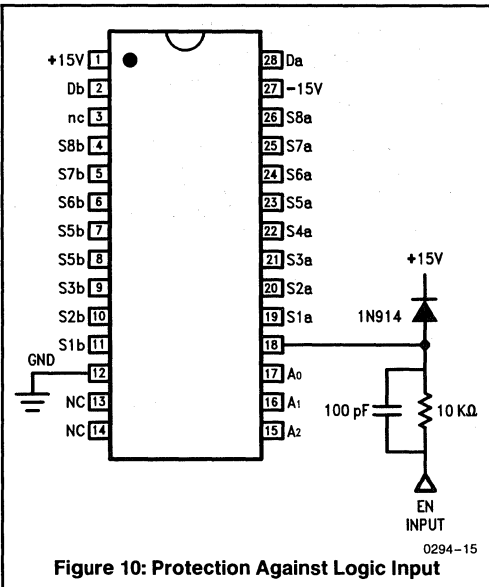 +15V 1
Db 2
nc 3
S8b 4
S7b 5
S6b 6
S5b 7
S5b 8
S3b 9
S2b 10
S1b 11
GND
12
NC 13
NC 14
28 Da
27 -15V
26 S8a
25 S7a
24 S6a
23 S5a
22 S4a
21 S3a
20 S2a
19 S1a
18
17 A0
16 A1
15 A2
+15V
1N914
100 pF
10 KΩ
EN
INPUT
0294-15
Figure 10: Protection Against Logic Input